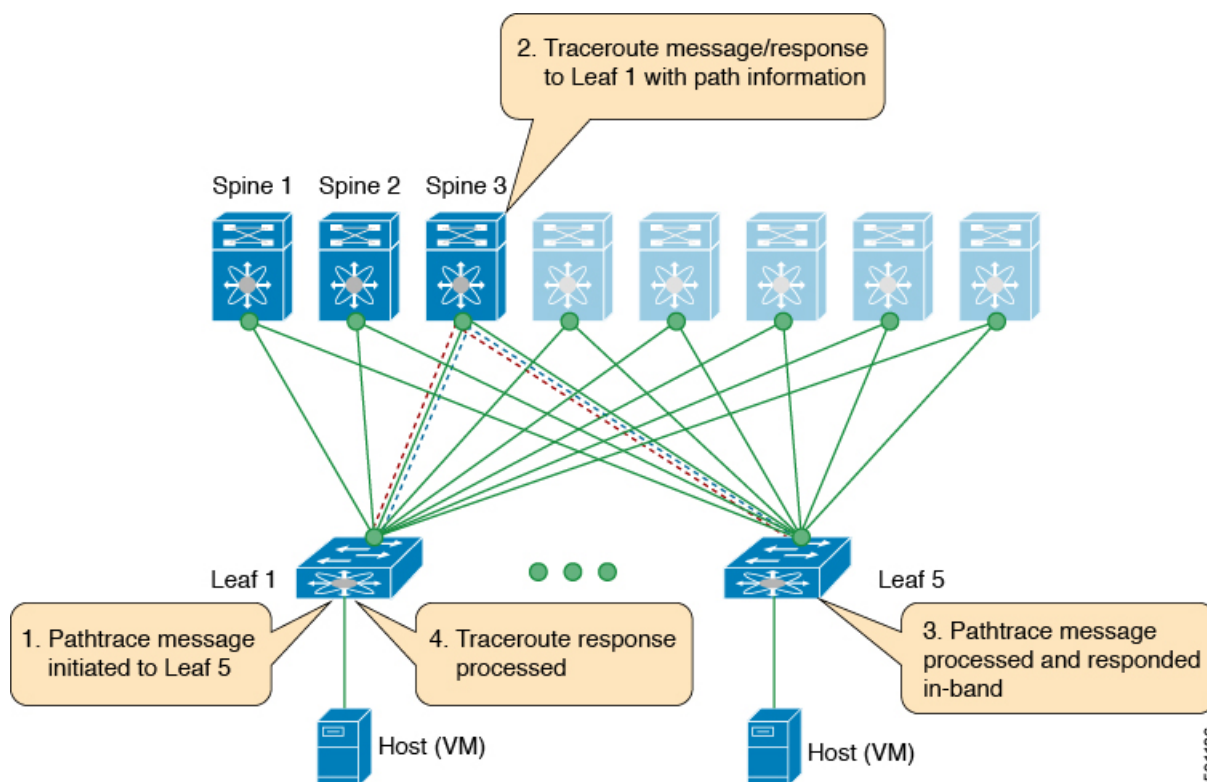 2. Traceroute message/response
to Leaf 1 with path information
Spine 1
Spine 2
Spine 3
Leaf 1
Leaf 5
1. Pathtrace message
initiated to Leaf 5
4. Traceroute response
processed
3. Pathtrace message
processed and responded
in-band
Host (VM)
Host (VM)